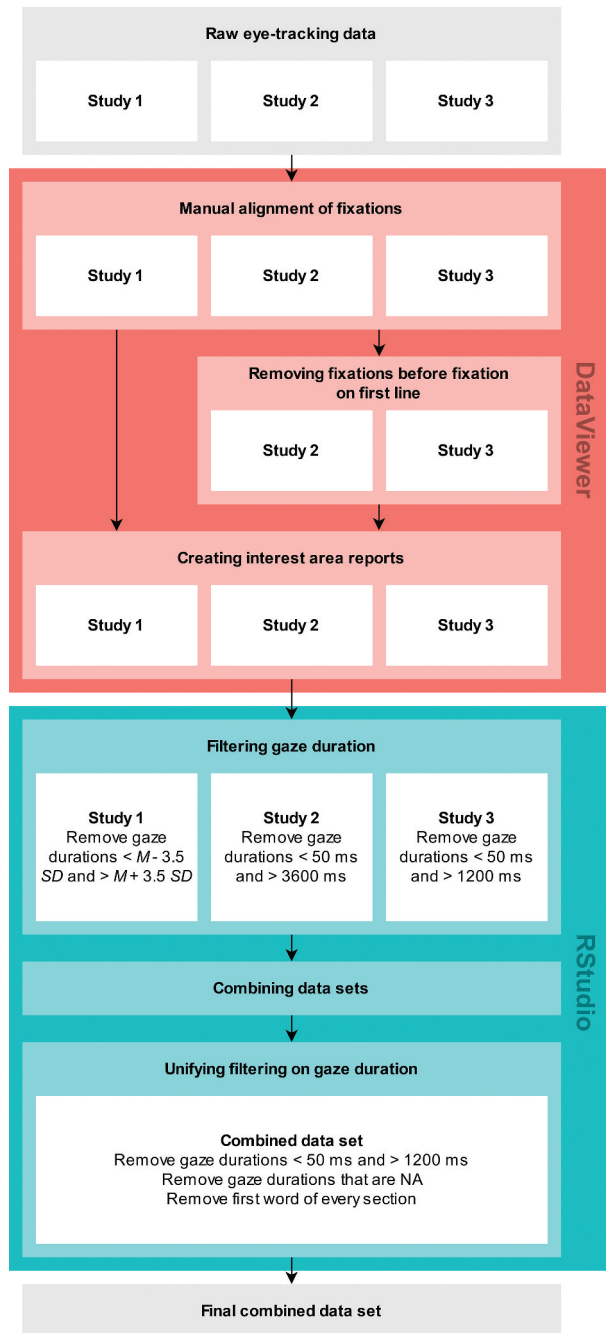 Raw eye-tracking data
Study 1
Study 2
Study 3
Manual alignment of fixations
Study 1
Study 2
Study 3
Removing fixations before fixation
on first line
Study 2
Study 3
Creating interest area reports
Study 1
Study 2
Study 3
DataViewer
Filtering gaze duration
Study 1
Remove gaze
durations < M - 3.5
SD and > M + 3.5 SD
Study 2
Remove gaze
durations < 50 ms
and > 3600 ms
Study 3
Remove gaze
durations < 50 ms
and > 1200 ms
Combining data sets
Unifying filtering on gaze duration
Combined data set
Remove gaze durations < 50 ms and > 1200 ms
Remove gaze durations that are NA
Remove first word of every section
RStudio
Final combined data set